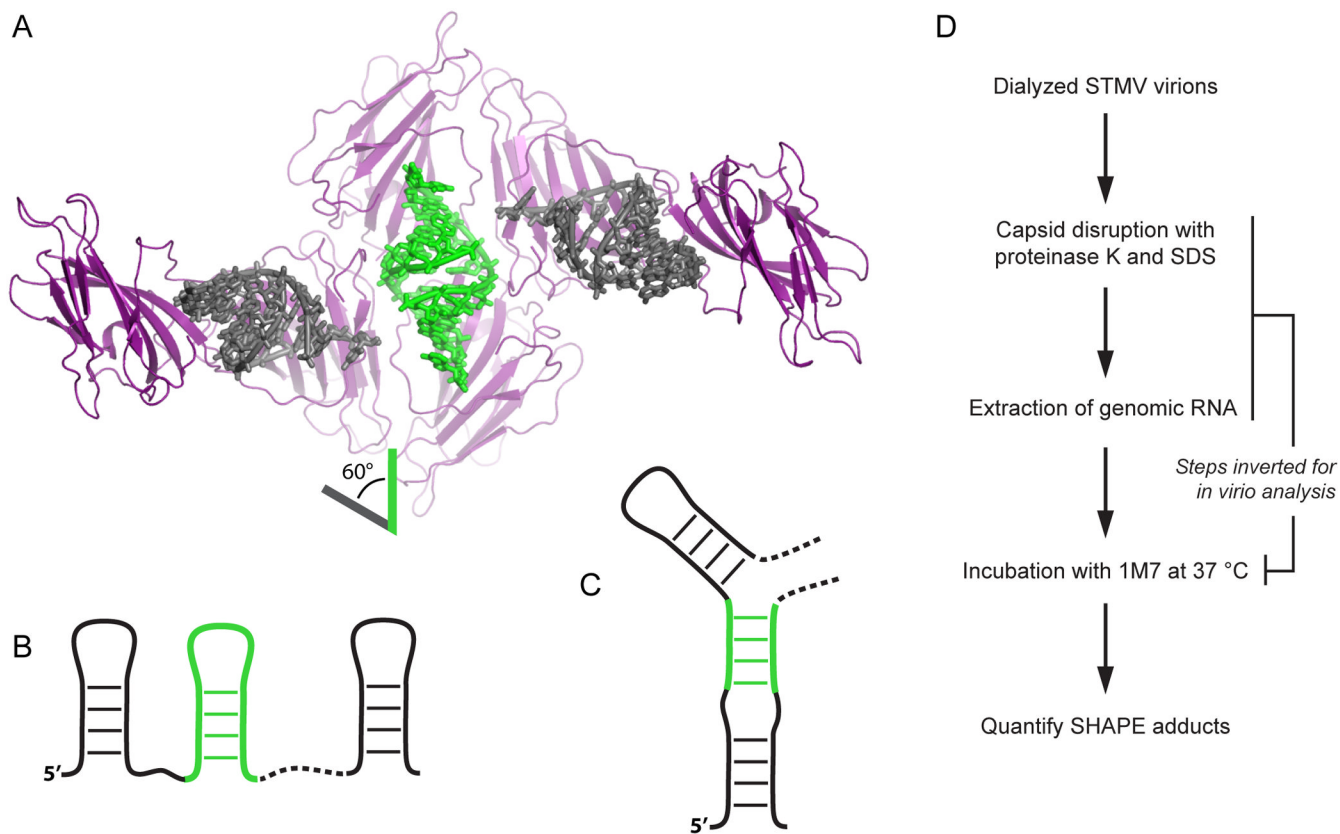 A
60°
B
5′
C
5′
D
Dialyzed STMV virions
Capsid disruption with
proteinase K and SDS
Extraction of genomic RNA
Steps inverted for
in virio analysis
Incubation with 1M7 at 37 °C
Quantify SHAPE adducts